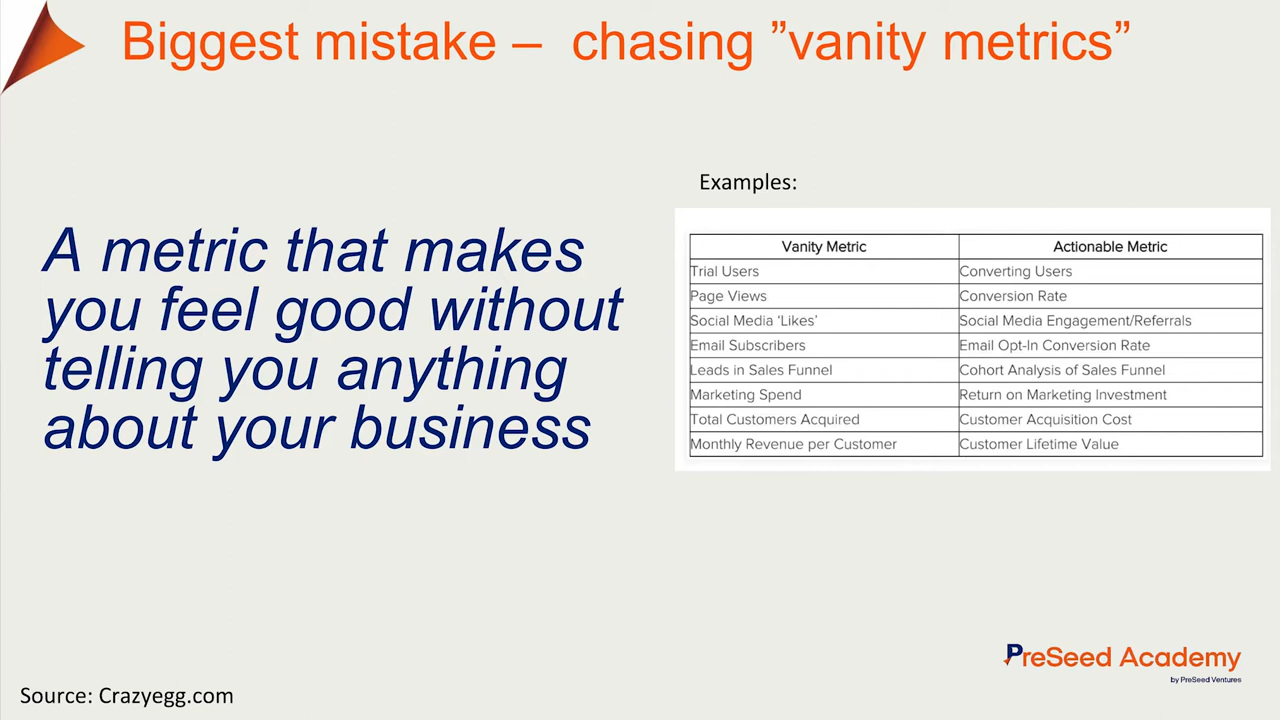 Biggest mistake – chasing ”vanity metrics”
Examples:
A metric that makes
you feel good without
telling you anything
about your business
Vanity Metric Actionable Metric
Trial Users Converting Users
Page Views Conversion Rate
Social Media ‘Likes’ Social Media Engagement/Referrals
Email Subscribers Email Opt-In Conversion Rate
Leads in Sales Funnel Cohort Analysis of Sales Funnel
Marketing Spend Return on Marketing Investment
Total Customers Acquired Customer Acquisition Cost
Monthly Revenue per Customer Customer Lifetime Value
PreSeed Academy
by PreSeed Ventures
Source: Crazyegg.com